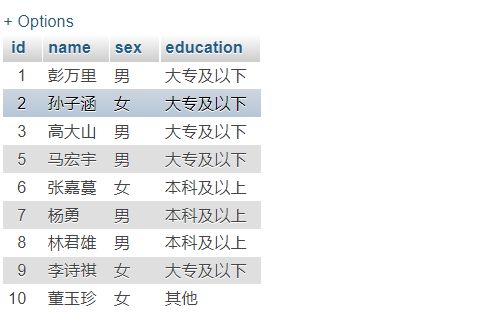 + Options
id name sex education
1 彭万里 男 大专及以下
2 孙子涵 女 大专及以下
3 高大山 男 大专及以下
5 马宏宇 男 大专及以下
6 张嘉蕞 女 本科及以上
7 杨勇 男 本科及以上
8 林君雄 男 本科及以上
9 李诗祺 女 大专及以下
10 董玉珍 女 其他